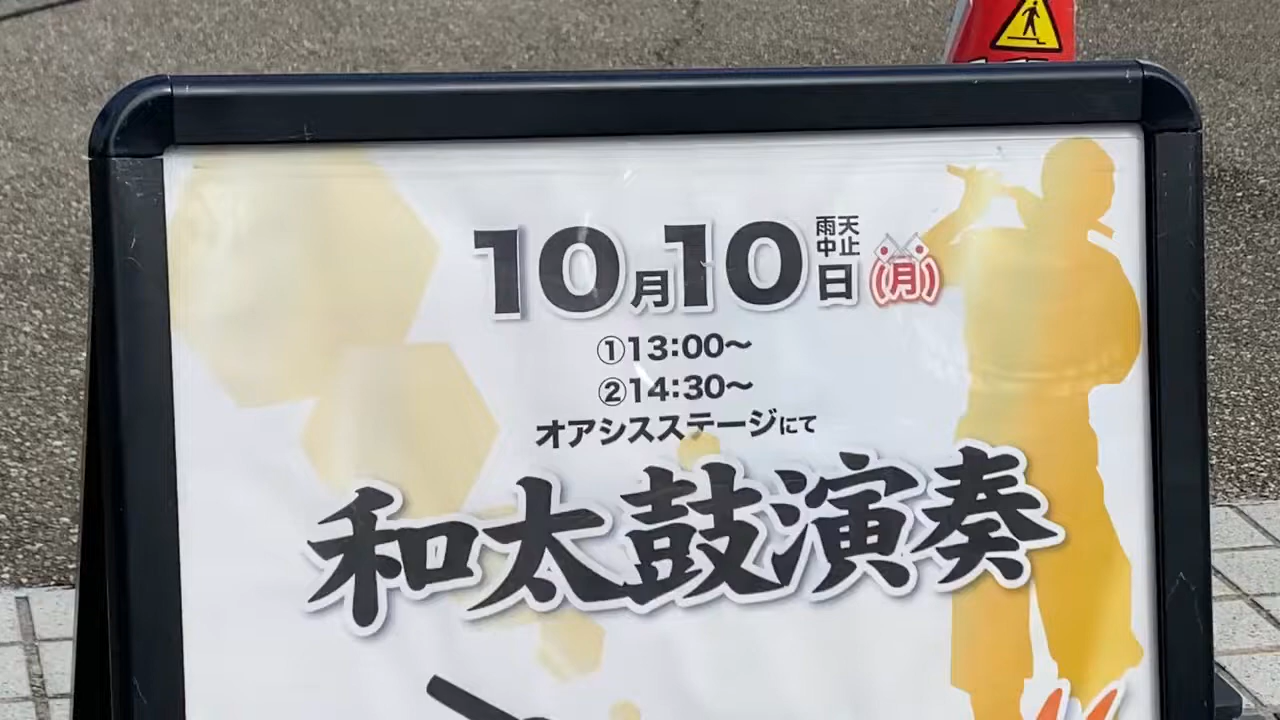 10月10日(月)
雨天
中止
①13:00〜
②14:30〜
オアシスステージにて
和太鼓演奏